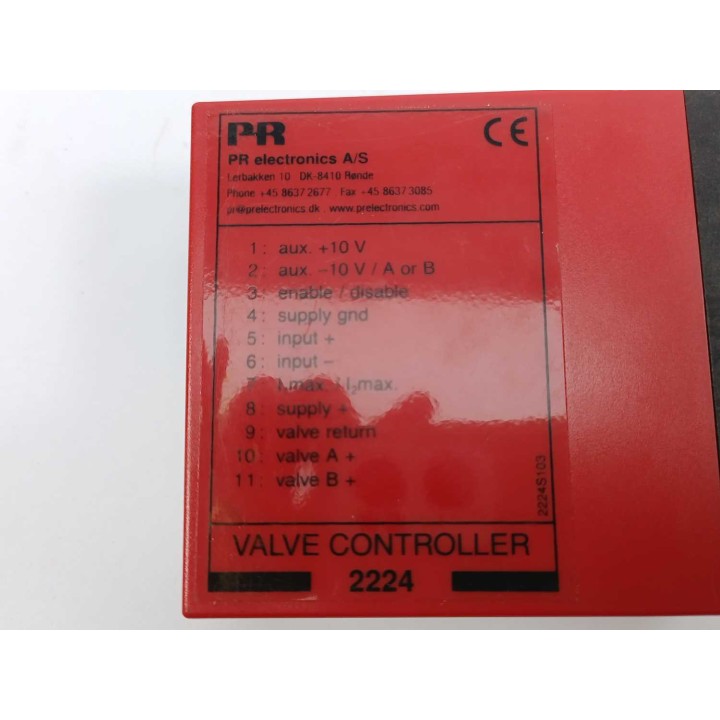 PR
CE
PR electronics A/S
Lerbakken 10 DK-8410 Rønde
Phone +45 8637 2677 Fax +45 8637 3085
pr@prelectronics.dk . www.prelectronics.com
1: aux. +10 V
2: aux. -10 V / A or B
3: enable / disable
4: supply gnd
5: input +
6: input -
7: I₁max. / I₂max.
8: supply +
9: valve return
10: valve A +
11: valve B +
2224S103
VALVE CONTROLLER
2224